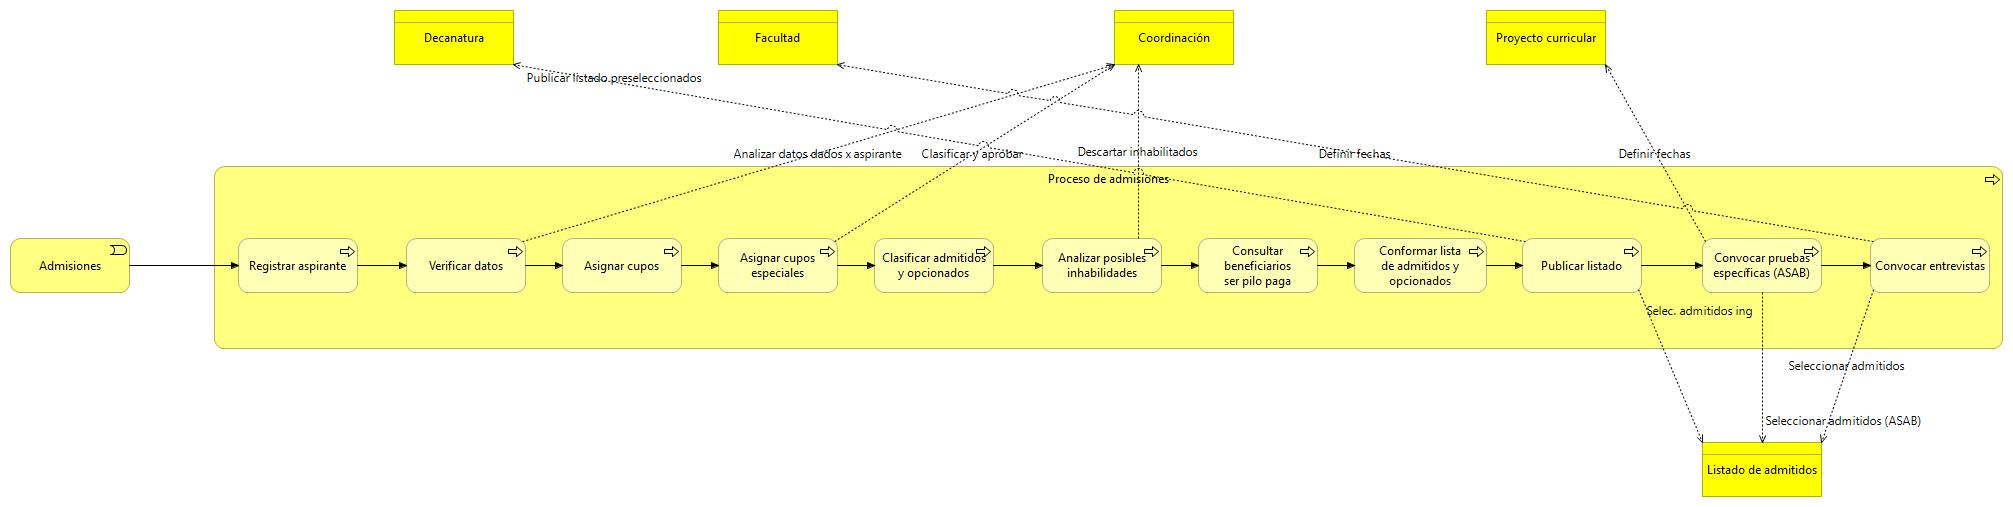 Decanatura
Facultad
Coordinación
Proyecto curricular
Publicar listado preseleccionados
Analizar datos dados x aspirante
Clasificar y aprobar
Descartar inhabilitados
Definir fechas
Definir fechas
Proceso de admisiones
Admisiones
Registrar aspirante
Verificar datos
Asignar cupos
Asignar cupos
especiales
Clasificar admitidos
y opcionados
Analizar posibles
inhabilidades
Consultar
beneficiarios
ser pilo paga
Conformar lista
de admitidos y
opcionados
Publicar listado
Convocar pruebas
específicas (ASAB)
Convocar entrevistas
Selec. admitidos ing
Seleccionar admitidos
Seleccionar admitidos (ASAB)
Listado de admitidos